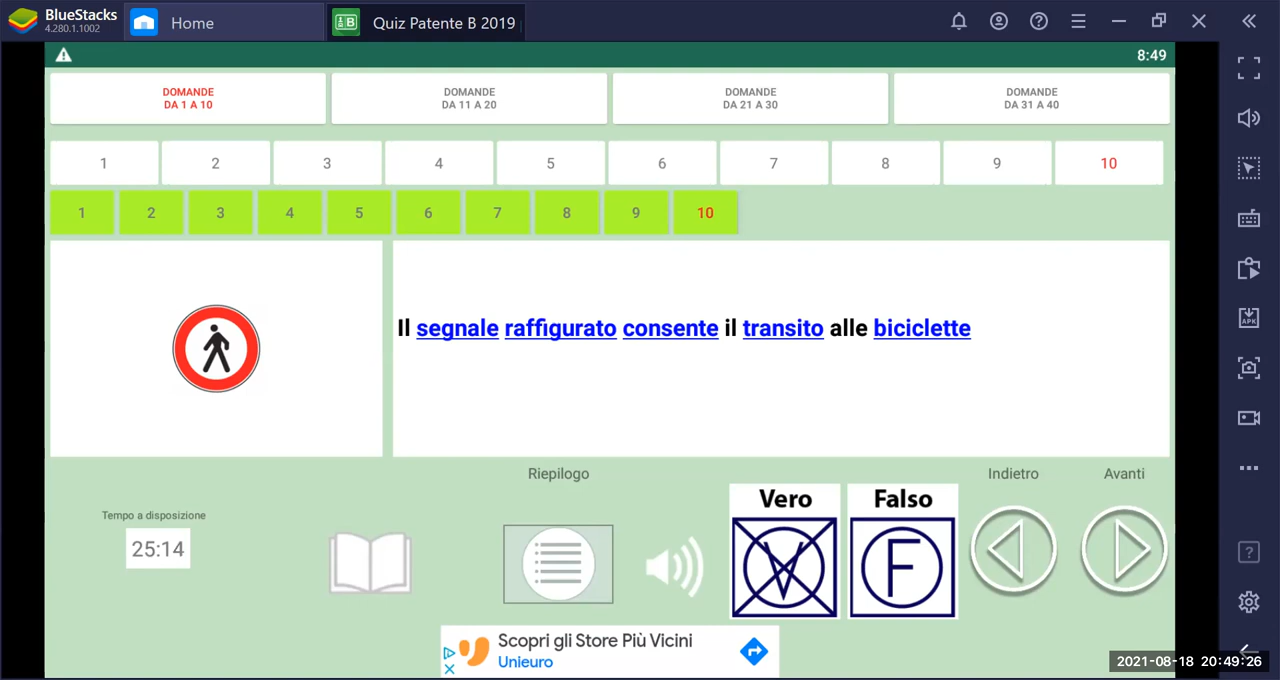 BlueStacks
4.280.1.1002
Home
Quiz Patente B 2019
8:49
DOMANDE
DA 1 A 10
DOMANDE
DA 11 A 20
DOMANDE
DA 21 A 30
DOMANDE
DA 31 A 40
1 2 3 4 5 6 7 8 9 10
1 2 3 4 5 6 7 8 9 10
Il segnale raffigurato consente il transito alle biciclette
Riepilogo
Indietro
Avanti
Tempo a disposizione
25:14
Vero
Falso
V
F
Scopri gli Store Più Vicini
Unieuro
2021-08-18 20:49:26
B
APK